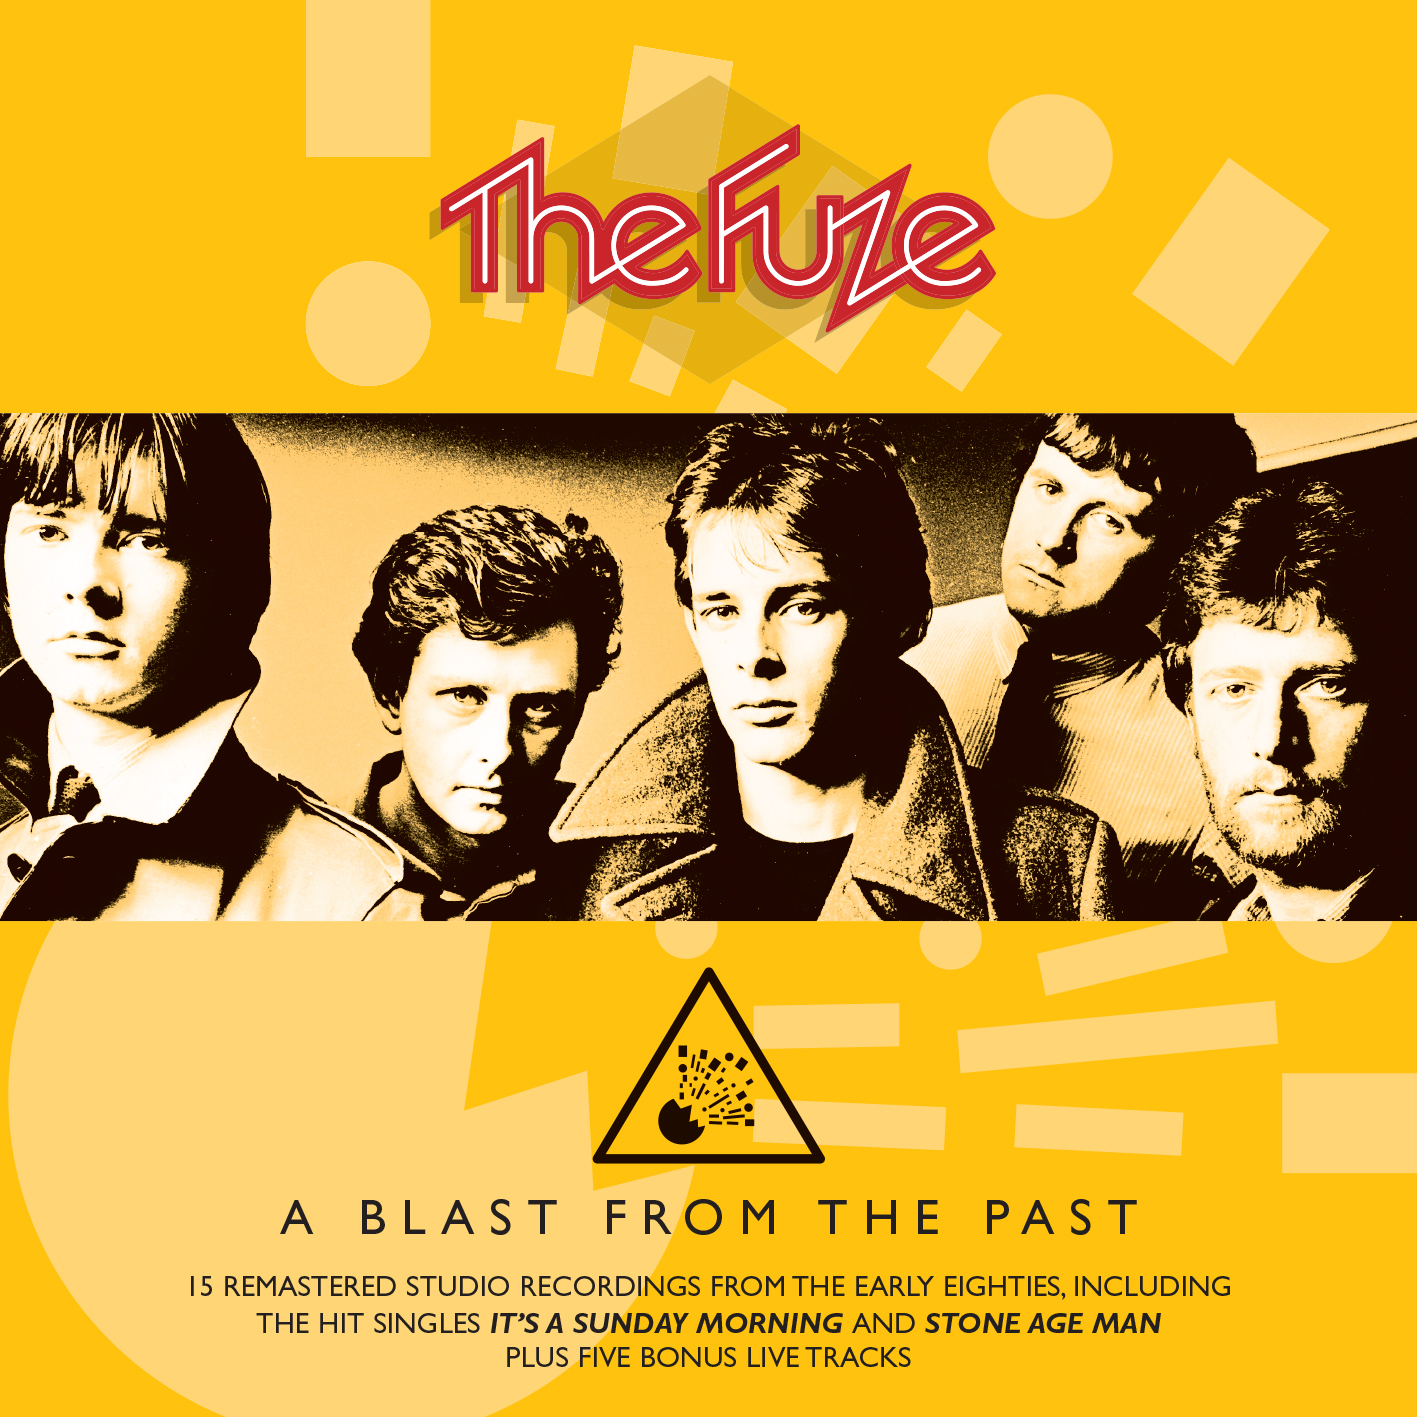 The Fuze
A BLAST FROM THE PAST
15 REMASTERED STUDIO RECORDINGS FROM THE EARLY EIGHTIES, INCLUDING
THE HIT SINGLES IT'S A SUNDAY MORNING AND STONE AGE MAN
PLUS FIVE BONUS LIVE TRACKS